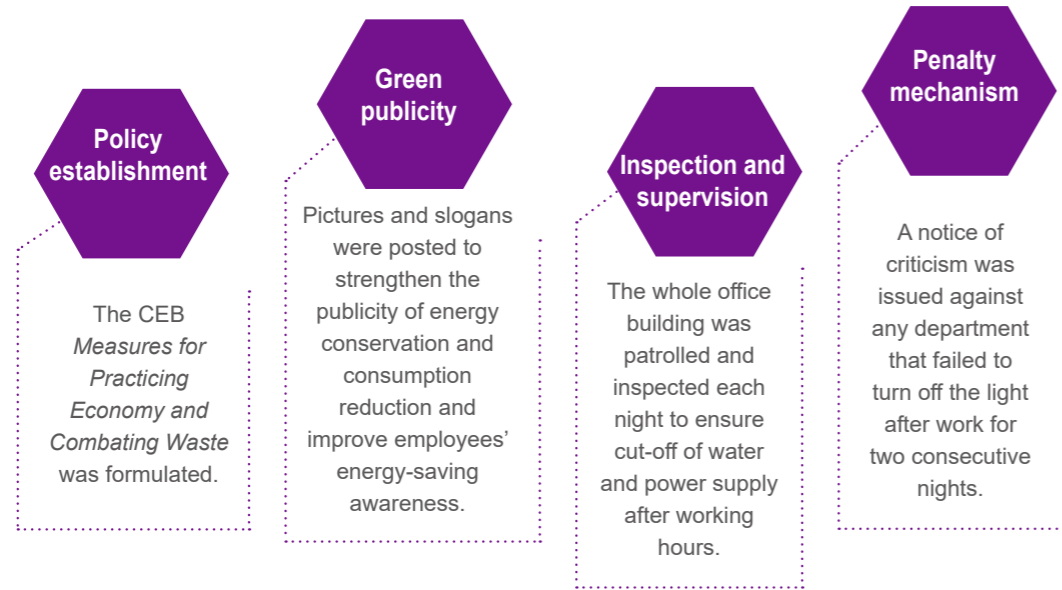 Policy
establishment
The CEB
Measures for
Practicing
Economy and
Combating Waste
was formulated.
Green
publicity
Pictures and slogans
were posted to
strengthen the
publicity of energy
conservation and
consumption
reduction and
improve employees’
energy-saving
awareness.
Inspection and
supervision
The whole office
building was
patrolled and
inspected each
night to ensure
cut-off of water
and power supply
after working
hours.
Penalty
mechanism
A notice of
criticism was
issued against
any department
that failed to
turn off the light
after work for
two consecutive
nights.